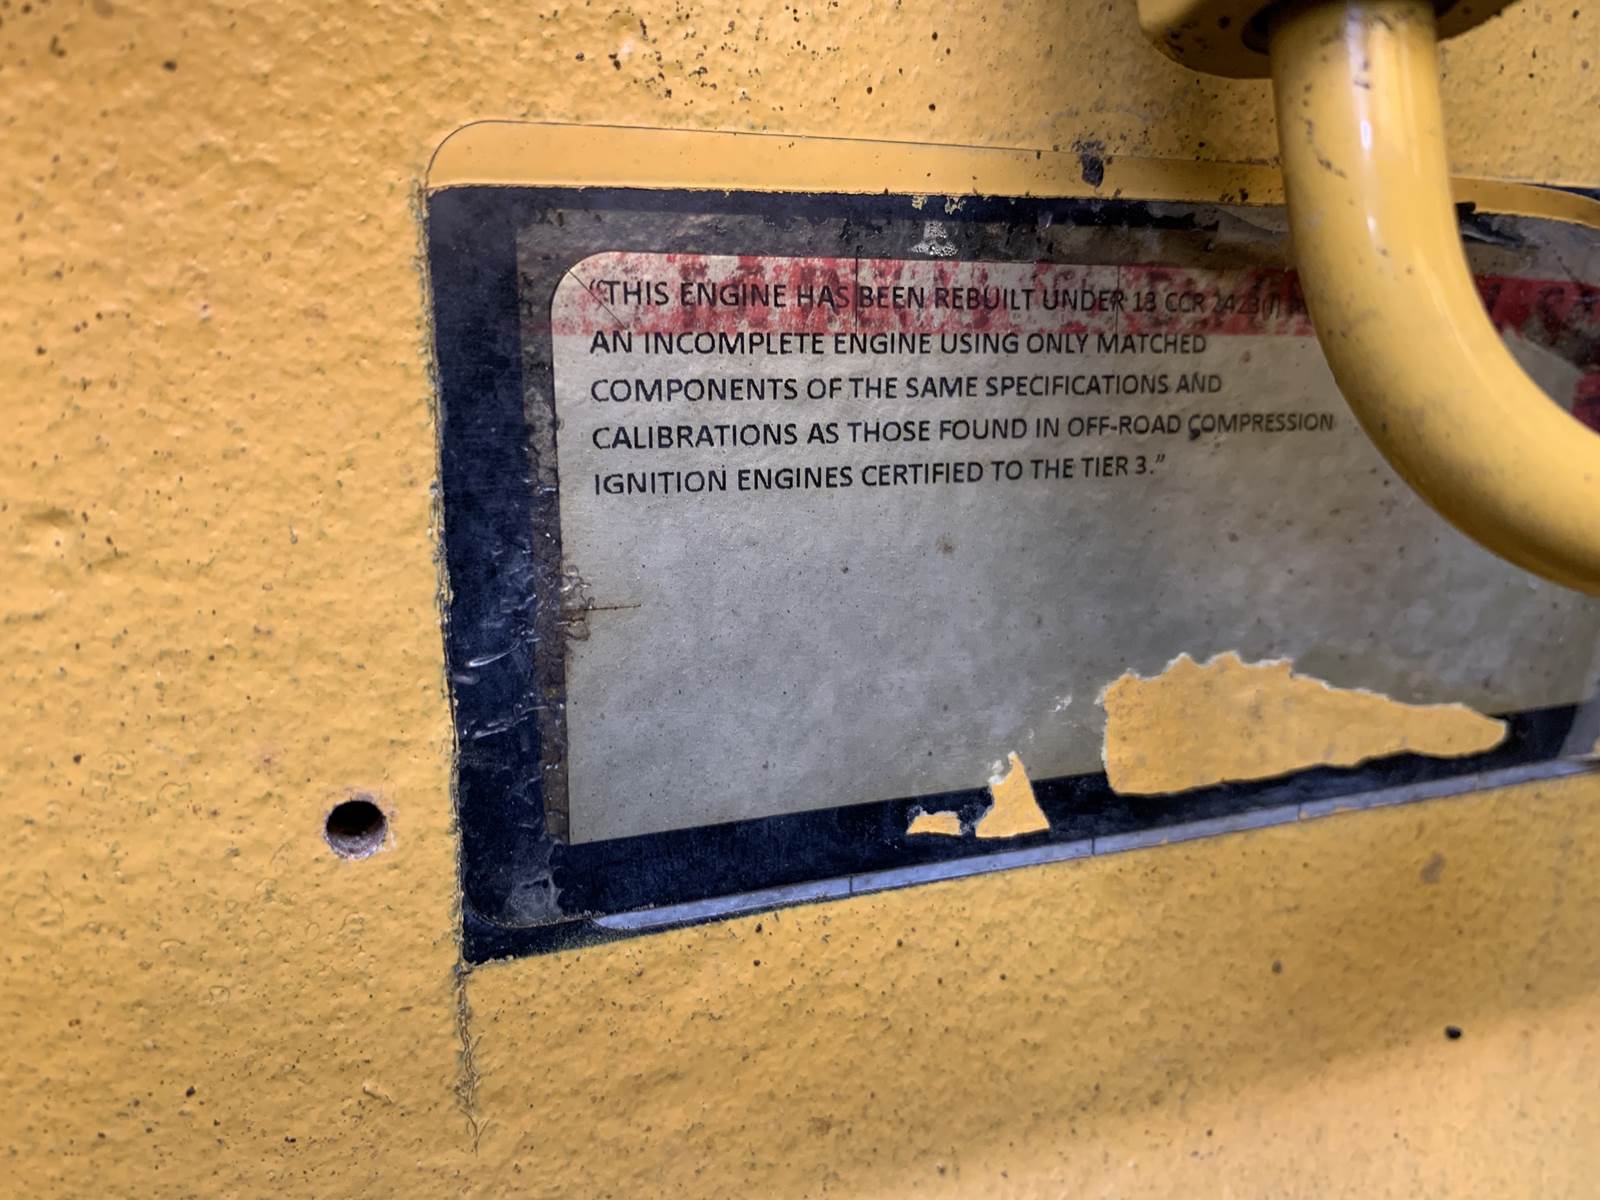 “THIS ENGINE HAS BEEN REBUILT UNDER 13 CCR 2423(l)
AN INCOMPLETE ENGINE USING ONLY MATCHED
COMPONENTS OF THE SAME SPECIFICATIONS AND
CALIBRATIONS AS THOSE FOUND IN OFF-ROAD COMPRESSION
IGNITION ENGINES CERTIFIED TO THE TIER 3.”